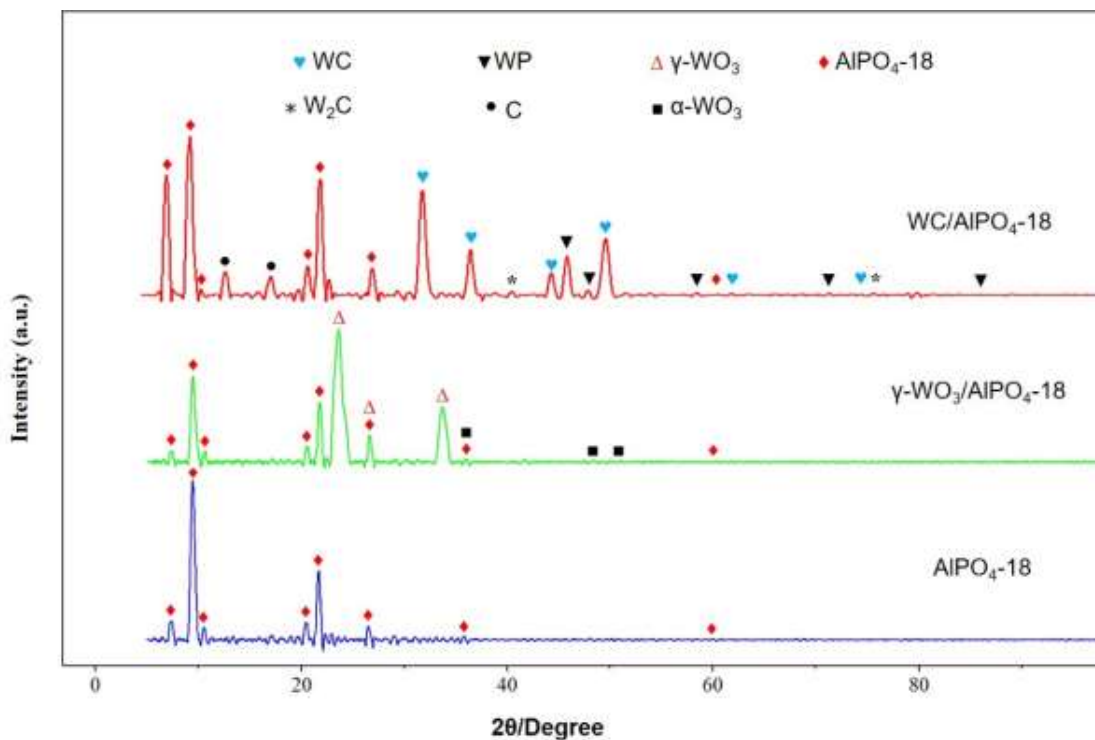 ♥ WC ▼ WP Δ γ-WO₃ ♦ AlPO₄-18
* W₂C ● C ■ α-WO₃
WC/AlPO₄-18
γ-WO₃/AlPO₄-18
AlPO₄-18
Intensity (a.u.)
0 20 40 60 80
2θ/Degree